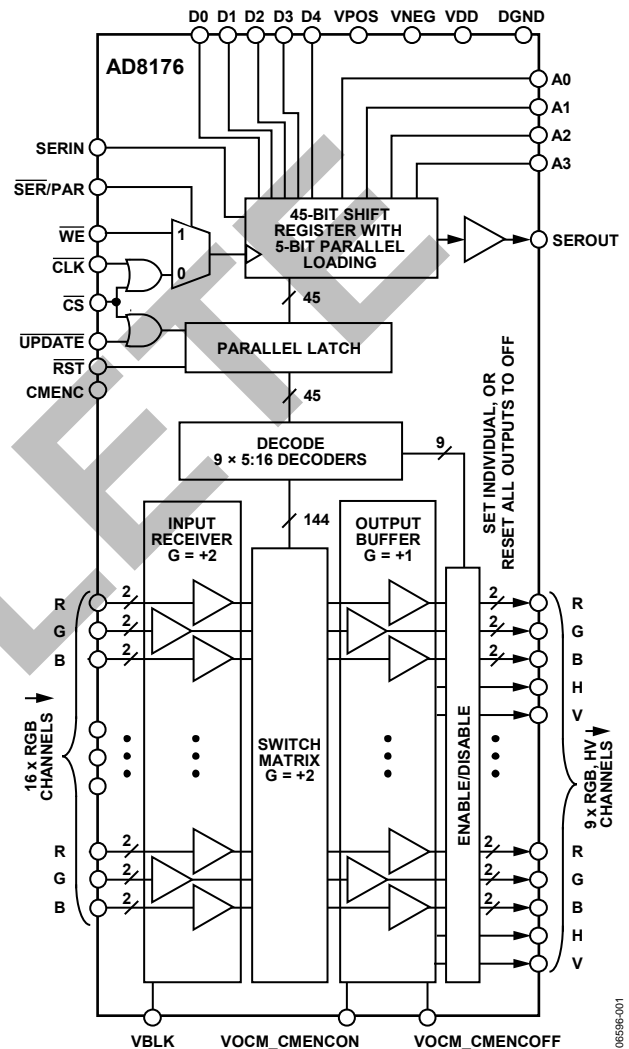 D0 D1 D2 D3 D4 VPOS VNEG VDD DGND
AD8176
A0
A1
A2
A3
SERIN
SER/PAR
WE
CLK
CS
UPDATE
RST
CMENC
1
0
45-BIT SHIFT
REGISTER WITH
5-BIT PARALLEL
LOADING
SEROUT
45
PARALLEL LATCH
45
DECODE
9 × 5:16 DECODERS
9
SET INDIVIDUAL, OR
RESET ALL OUTPUTS TO OFF
144
INPUT
RECEIVER
G = +2
OUTPUT
BUFFER
G = +1
SWITCH
MATRIX
G = +2
ENABLE/DISABLE
16 x RGB
CHANNELS
R 2 2 R
G 2 2 G
B 2 2 B
H
V
R 2 2 R
G 2 2 G
B 2 2 B
H
V
9 x RGB, HV
CHANNELS
VBLK VOCM_CMENCON VOCM_CMENCOFF
06596-001
LETE